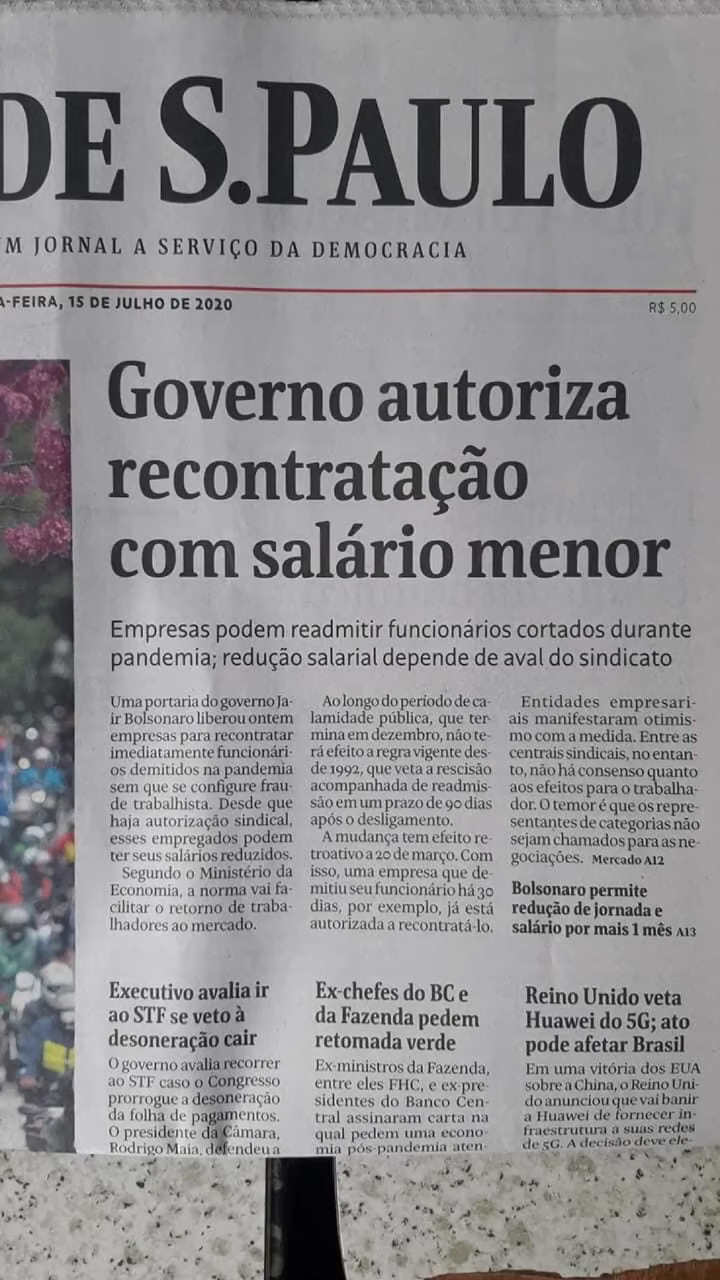 DE S.PAULO
UM JORNAL A SERVIÇO DA DEMOCRACIA
A-FEIRA, 15 DE JULHO DE 2020
R$ 5,00
Governo autoriza
recontratação
com salário menor
Empresas podem readmitir funcionários cortados durante
pandemia; redução salarial depende de aval do sindicato
Uma portaria do governo Ja-
ir Bolsonaro liberou ontem
empresas para recontratar
imediatamente funcionári-
os demitidos na pandemia
sem que se configure frau-
de trabalhista. Desde que
haja autorização sindical,
esses empregados podem
ter seus salários reduzidos.
Segundo o Ministério da
Economia, a norma vai fa-
cilitar o retorno de traba-
lhadores ao mercado.
Ao longo do período de ca-
lamidade pública, que ter-
mina em dezembro, não te-
rá efeito a regra vigente des-
de 1992, que veta a rescisão
acompanhada de readmis-
são em um prazo de 90 dias
após o desligamento.
A mudança tem efeito re-
troativo a 20 de março. Com
isso, uma empresa que de-
mitiu seu funcionário há 30
dias, por exemplo, já está
autorizada a recontratá-lo.
Entidades empresari-
ais manifestaram otimis-
mo com a medida. Entre as
centrais sindicais, no entan-
to, não há consenso quanto
aos efeitos para o trabalha-
dor. O temor é que os repre-
sentantes de categorias não
sejam chamados para as ne-
gociações. Mercado A12
Bolsonaro permite
redução de jornada e
salário por mais 1 mês A13
Executivo avalia ir
ao STF se veto à
desoneração cair
O governo avalia recorrer
ao STF caso o Congresso
prorrogue a desoneração
da folha de pagamentos.
O presidente da Câmara,
Rodrigo Maia, defendeu a
Ex-chefes do BC e
da Fazenda pedem
retomada verde
Ex-ministros da Fazenda,
entre eles FHC, e ex-pre-
sidentes do Banco Cen-
tral assinaram carta na
qual pedem uma econo-
mia pós-pandemia aten-
Reino Unido veta
Huawei do 5G; ato
pode afetar Brasil
Em uma vitória dos EUA
sobre a China, o Reino Uni-
do anunciou que vai banir
a Huawei de fornecer in-
fraestrutura a suas redes
de 5G. A decisão deve ele-